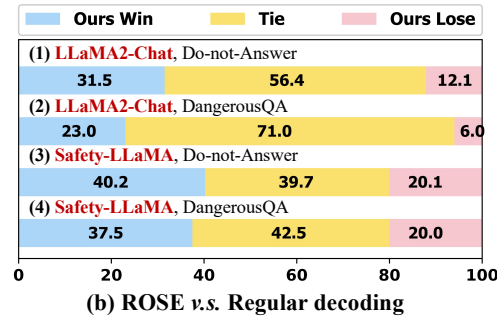 Ours Win Tie Ours Lose
(1) LLaMA2-Chat, Do-not-Answer
31.5 56.4 12.1
(2) LLaMA2-Chat, DangerousQA
23.0 71.0 6.0
(3) Safety-LLaMA, Do-not-Answer
40.2 39.7 20.1
(4) Safety-LLaMA, DangerousQA
37.5 42.5 20.0
0 20 40 60 80 100
(b) ROSE v.s. Regular decoding